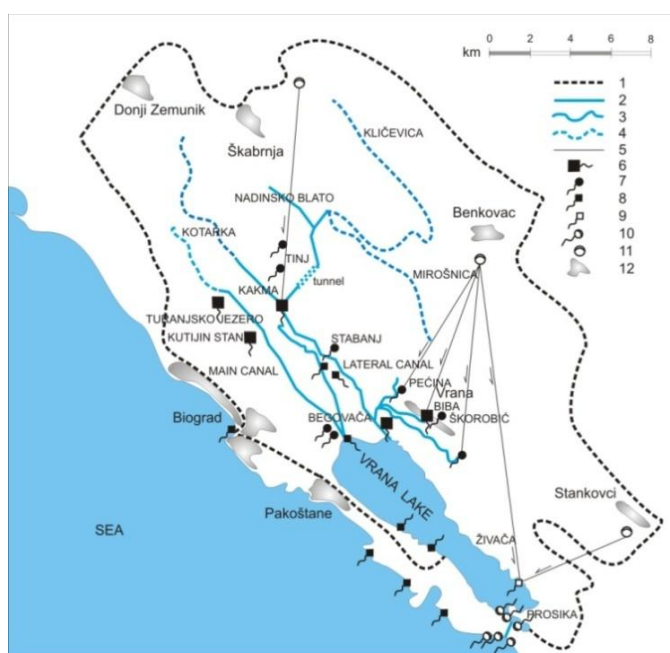 0 2 4 6 8
km
1
2
3
4
5
6
7
8
9
10
11
12
Donji Zemunik
Škabrnja
KLIČEVICA
NADINSKO BLATO
Benkovac
KOTARKA
TINJ
MIROŠNICA
KAKMA
tunnel
TURANJSKO JEZERO
KUTIJIN STAN
STABANJ
LATERAL CANAL
MAIN CANAL
PEĆINA
Vrana
BIBA
ŠKOROBIĆ
Biograd
BEGOVAČA
VRANA LAKE
Pakoštane
Stankovci
SEA
ŽIVAČA
PROSIKA